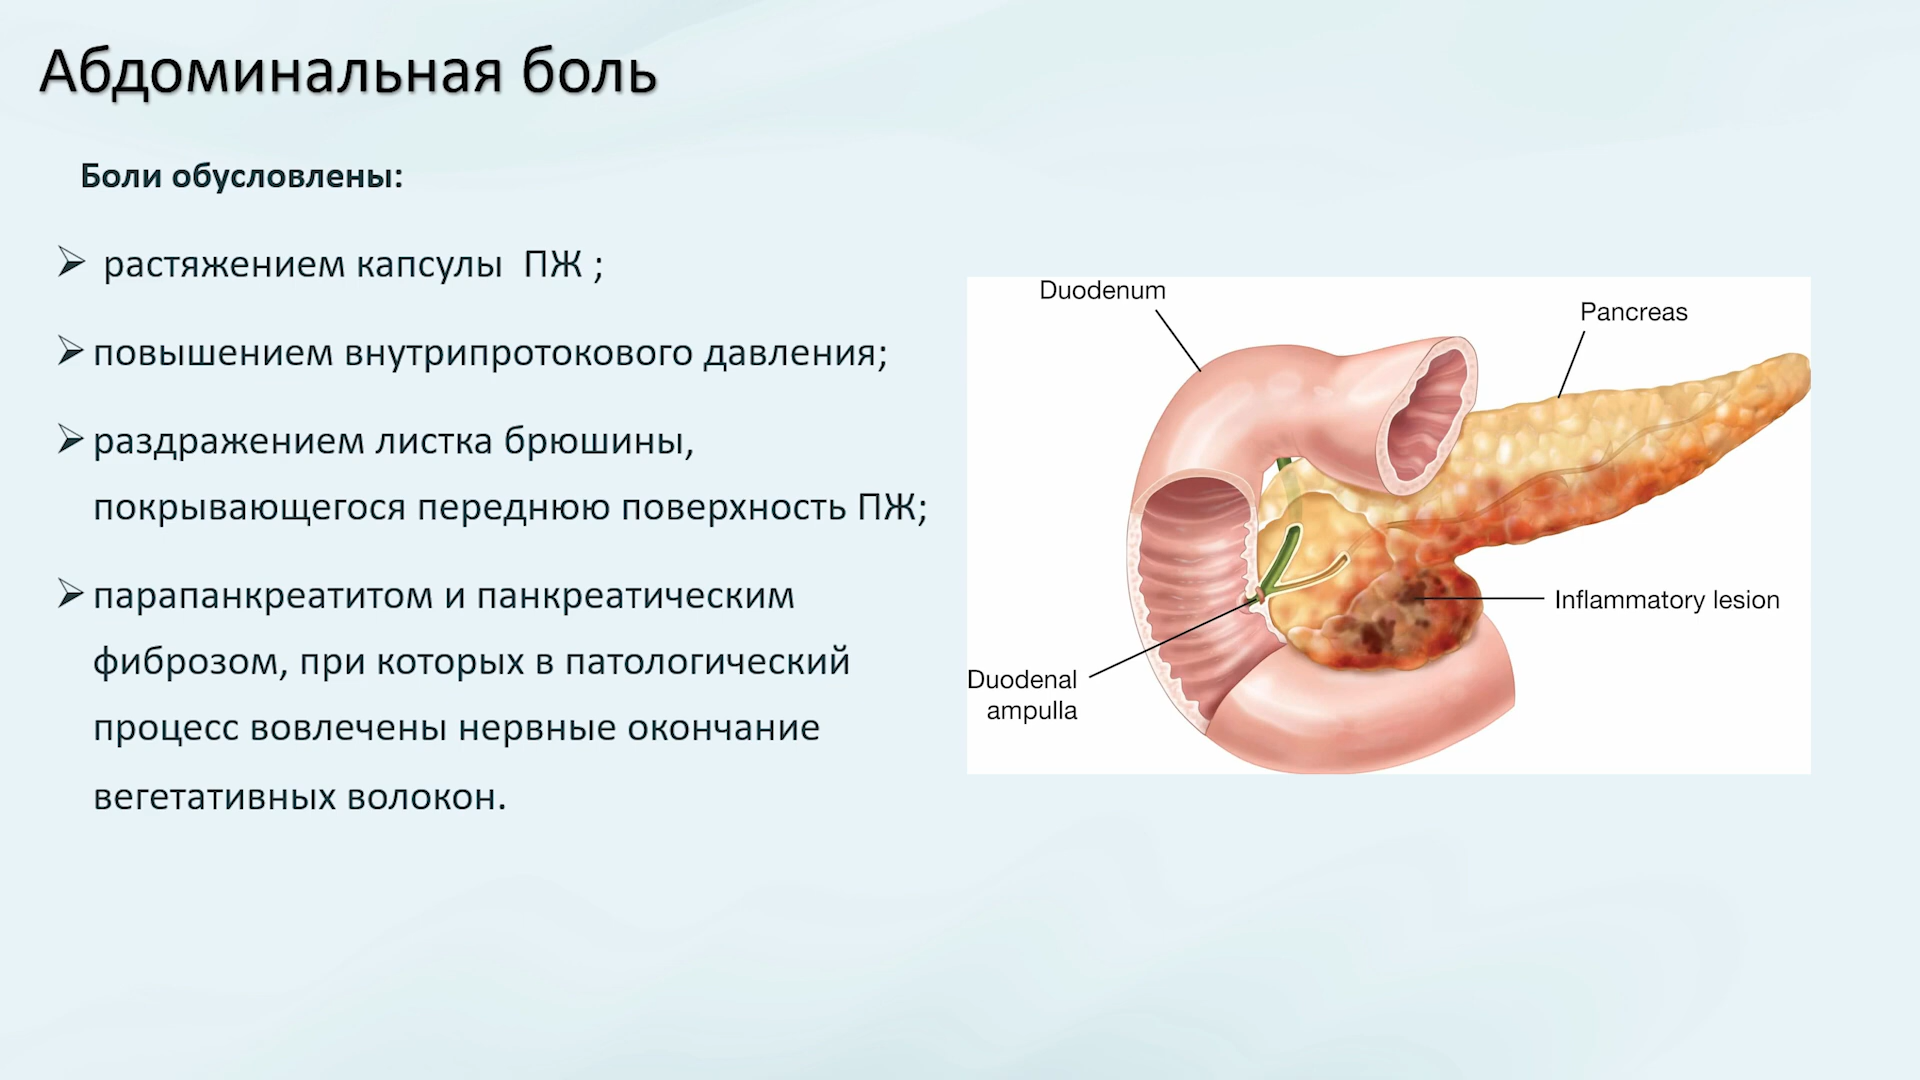 Абдоминальная боль
Боли обусловлены:
➢ растяжением капсулы ПЖ ;
➢ повышением внутрипротокового давления;
➢ раздражением листка брюшины,
покрывающегося переднюю поверхность ПЖ;
➢ парапанкреатитом и панкреатическим
фиброзом, при которых в патологический
процесс вовлечены нервные окончание
вегетативных волокон.
Duodenum
Pancreas
Inflammatory lesion
Duodenal
ampulla